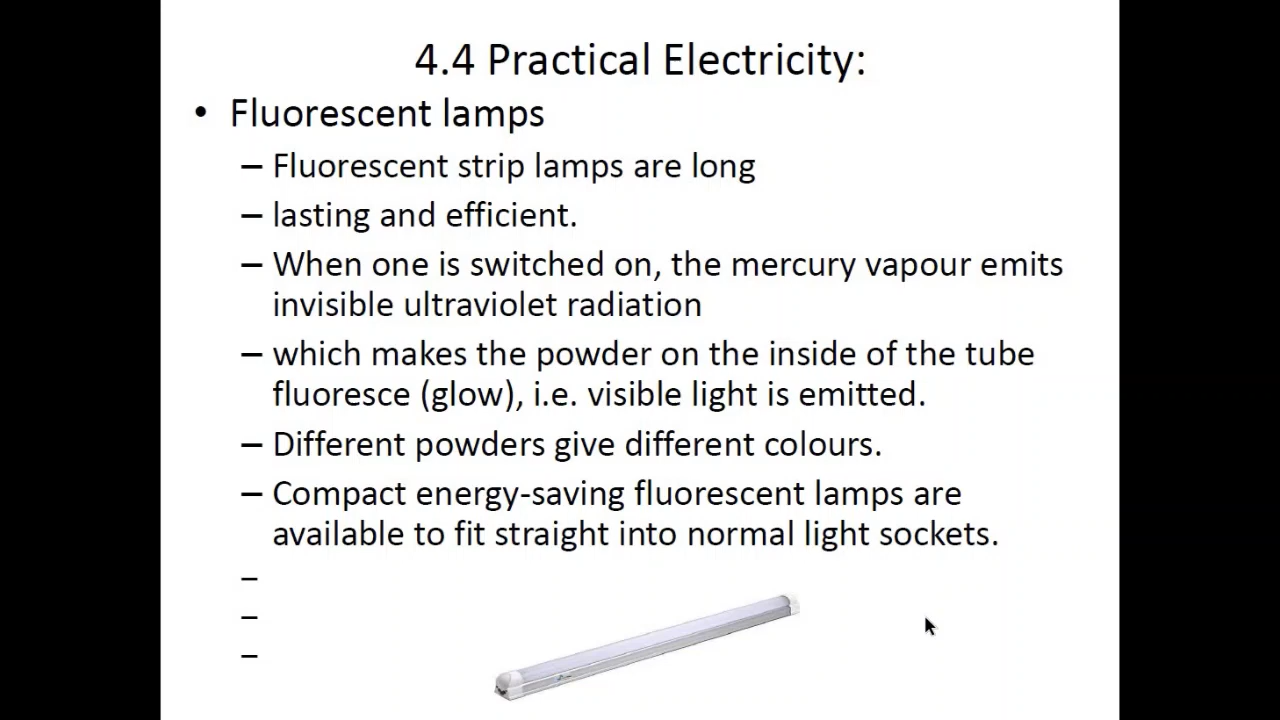 4.4 Practical Electricity:
• Fluorescent lamps
– Fluorescent strip lamps are long
– lasting and efficient.
– When one is switched on, the mercury vapour emits
invisible ultraviolet radiation
– which makes the powder on the inside of the tube
fluoresce (glow), i.e. visible light is emitted.
– Different powders give different colours.
– Compact energy-saving fluorescent lamps are
available to fit straight into normal light sockets.
–
–
–